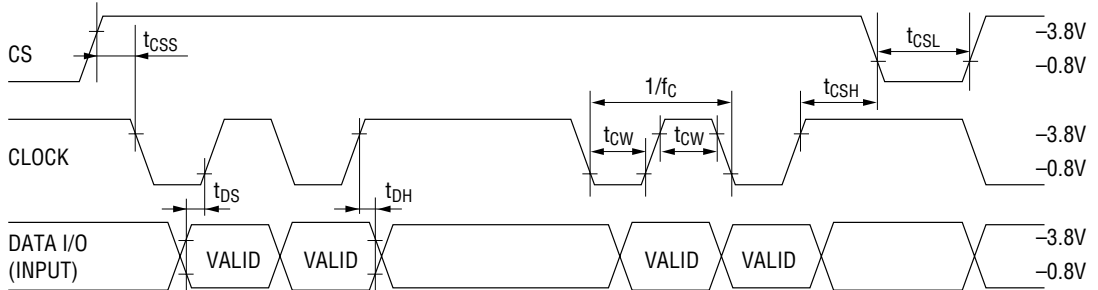 CS
tCSS
tCSL
–3.8V
–0.8V
1/fC
tCSH
CLOCK
tCW
tCW
–3.8V
–0.8V
tDS
tDH
DATA I/O
(INPUT)
VALID
VALID
VALID
VALID
–3.8V
–0.8V